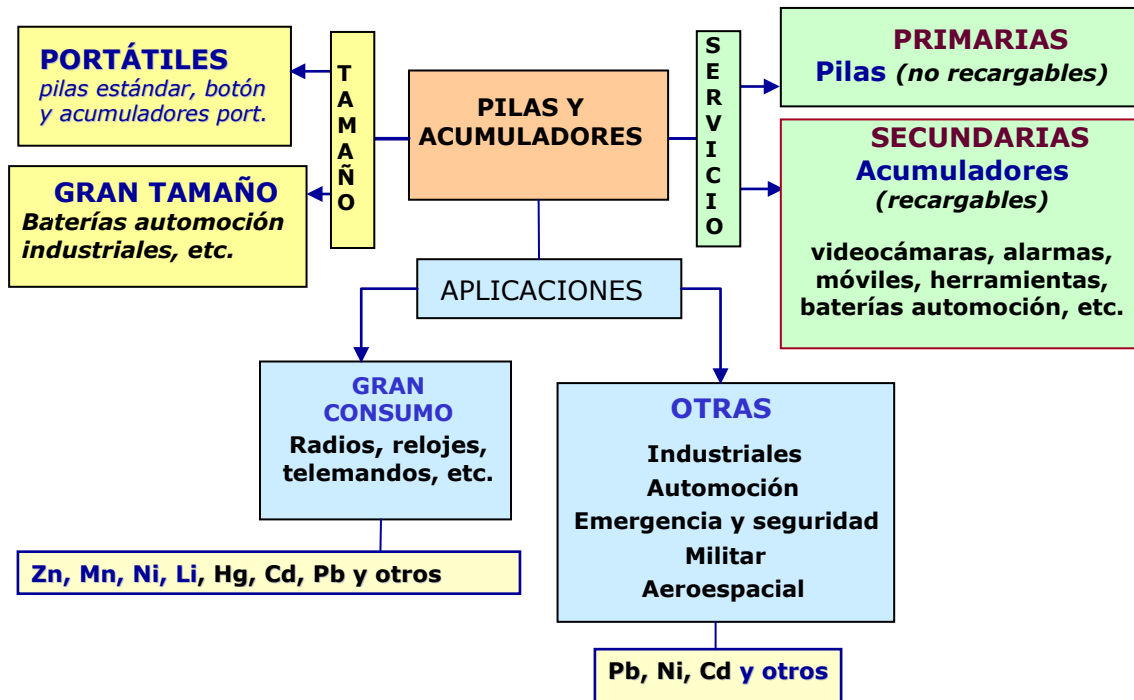 PORTÁTILES
pilas estándar, botón
y acumuladores port.
GRAN TAMAÑO
Baterías automoción
industriales, etc.
TAMAÑO
PILAS Y
ACUMULADORES
SERVICIO
PRIMARIAS
Pilas (no recargables)
SECUNDARIAS
Acumuladores
(recargables)
videocámaras, alarmas,
móviles, herramientas,
baterías automoción, etc.
APLICACIONES
GRAN
CONSUMO
Radios, relojes,
telemandos, etc.
Zn, Mn, Ni, Li, Hg, Cd, Pb y otros
OTRAS
Industriales
Automoción
Emergencia y seguridad
Militar
Aeroespacial
Pb, Ni, Cd y otros